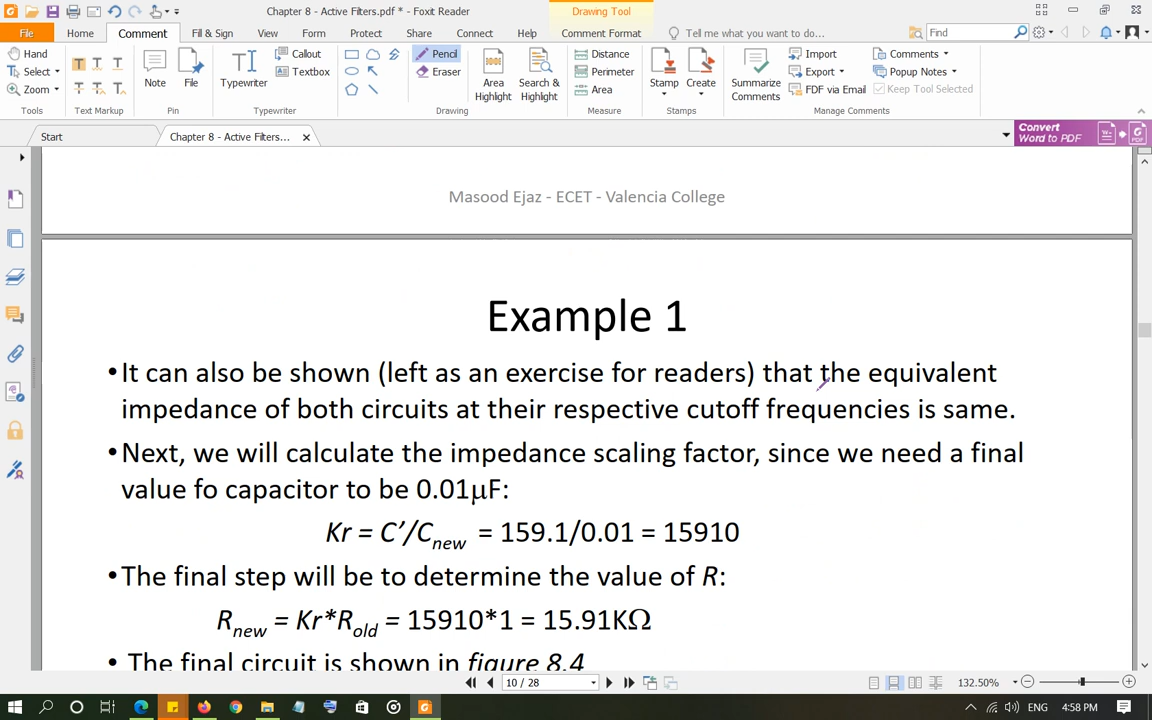 Chapter 8 - Active Filters.pdf * - Foxit Reader
Drawing Tool
File Home Comment Fill & Sign Form View Protect Share Connect Help Comment Format Tell me what you want to do... Find
Hand
Select
Zoom
Tools
Text Markup
Note
File
Pin
Typewriter
Callout
Textbox
Typewriter
Pencil
Eraser
Drawing
Area
Highlight
Search &
Highlight
Distance
Perimeter
Area
Measure
Stamp
Create
Stamps
Summarize
Comments
Import
Export
FDF via Email
Comments
Popup Notes
Keep Tool Selected
Manage Comments
Start
Chapter 8 - Active Filters...
Convert
Word to PDF
Masood Ejaz - ECET - Valencia College
Example 1
•It can also be shown (left as an exercise for readers) that the equivalent
impedance of both circuits at their respective cutoff frequencies is same.
•Next, we will calculate the impedance scaling factor, since we need a final
value fo capacitor to be 0.01μF:
Kr = C’/Cnew = 159.1/0.01 = 15910
•The final step will be to determine the value of R:
Rnew = Kr*Rold = 15910*1 = 15.91KΩ
• The final circuit is shown in figure 8.4
10 / 28
132.50%
ENG
4:58 PM